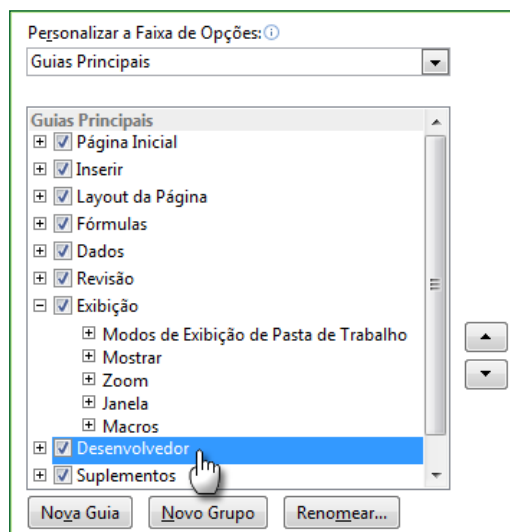 Personalizar a Faixa de Opções:
Guias Principais
Guias Principais
Página Inicial
Inserir
Layout da Página
Fórmulas
Dados
Revisão
Exibição
Modos de Exibição de Pasta de Trabalho
Mostrar
Zoom
Janela
Macros
Desenvolvedor
Suplementos
Nova Guia Novo Grupo Renomear...